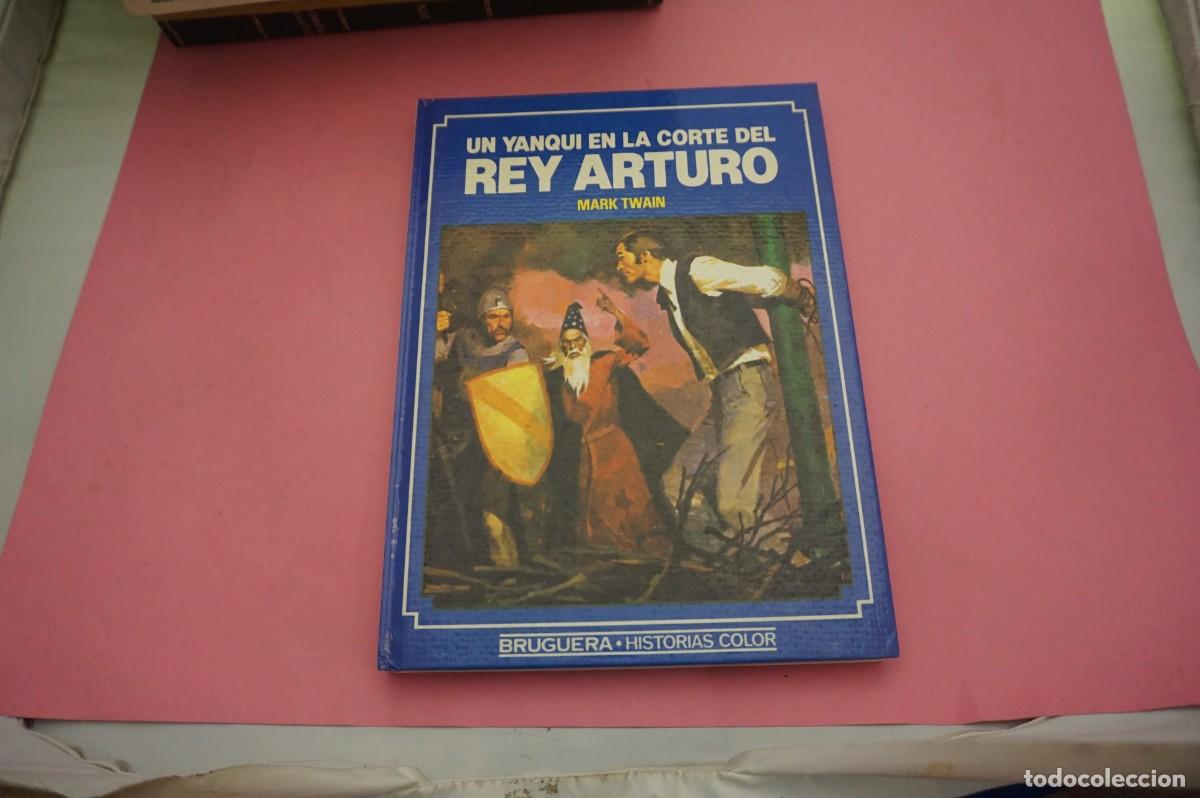 UN YANQUI EN LA CORTE DEL
REY ARTURO
MARK TWAIN
BRUGUERA • HISTORIAS COLOR
todocoleccion